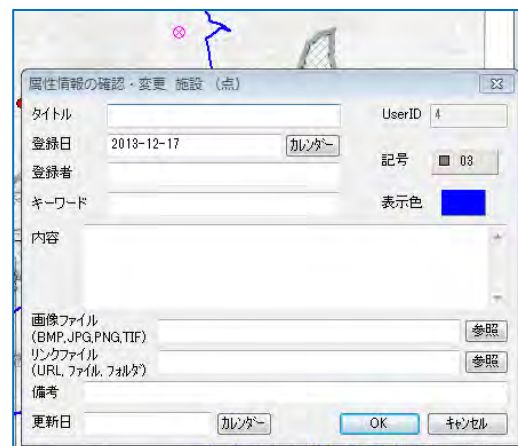 属性情報の確認・変更 施設 (点)
タイトル UserID 4
登録日 2013-12-17 カレンダー
登録者 記号 03
キーワード 表示色
内容
画像ファイル
(BMP,JPG,PNG,TIF) 参照
リンクファイル
(URL, ファイル, フォルダ) 参照
備考
更新日 カレンダー OK キャンセル